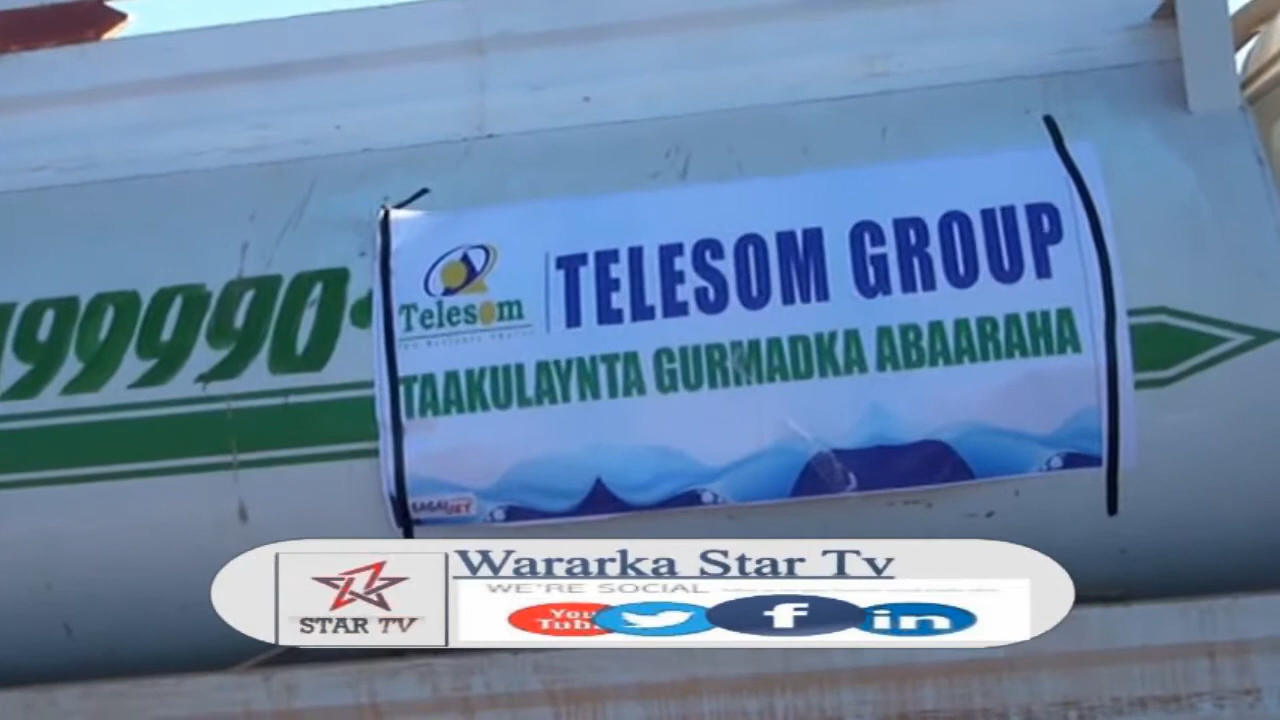 199990
Telesom
TELESOM GROUP
TAAKULAYNTA GURMADKA ABAARAHA
Wararka Star Tv
WE'RE SOCIAL
STAR TV
You
Tube
f
in